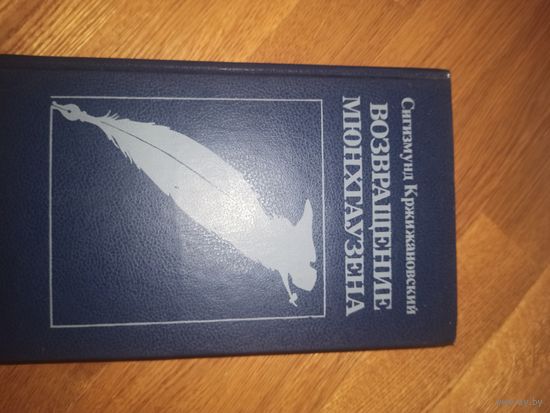 Сигизмунд Кржижановский
ВОЗВРАЩЕНИЕ
МЮНХГАУЗЕНА